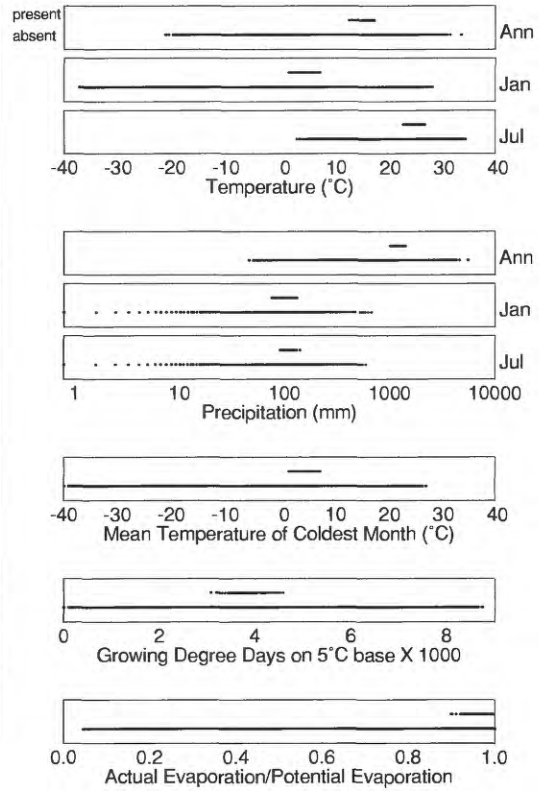 present
absent
Ann
Jan
Jul
-40 -30 -20 -10 0 10 20 30 40
Temperature (˚C)
Ann
Jan
Jul
1 10 100 1000 10000
Precipitation (mm)
-40 -30 -20 -10 0 10 20 30 40
Mean Temperature of Coldest Month (˚C)
0 2 4 6 8
Growing Degree Days on 5˚C base X 1000
0.0 0.2 0.4 0.6 0.8 1.0
Actual Evaporation/Potential Evaporation